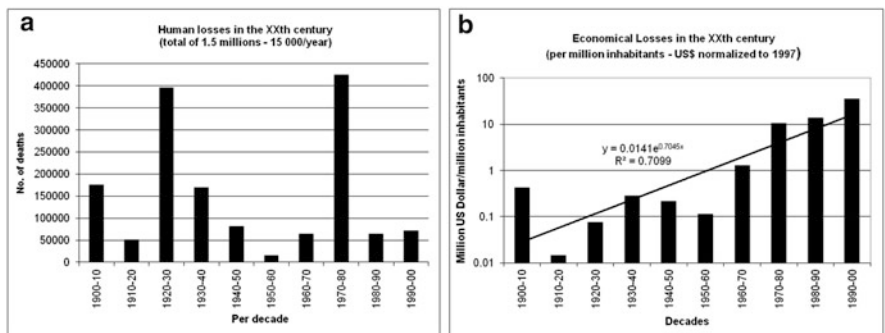 a
Human losses in the XXth century
(total of 1.5 millions - 15 000/year)
No. of deaths
450000
400000
350000
300000
250000
200000
150000
100000
50000
0
1900-10
1910-20
1920-30
1930-40
1940-50
1950-60
1960-70
1970-80
1980-90
1990-00
Per decade
b
Economical Losses in the XXth century
(per million inhabitants - US$ normalized to 1997)
Million US Dollar/million inhabitants
100
10
1
0.1
0.01
y = 0.0141e^0.7045x
R² = 0.7099
1900-10
1910-20
1920-30
1930-40
1940-50
1950-60
1960-70
1970-80
1980-90
1990-00
Decades